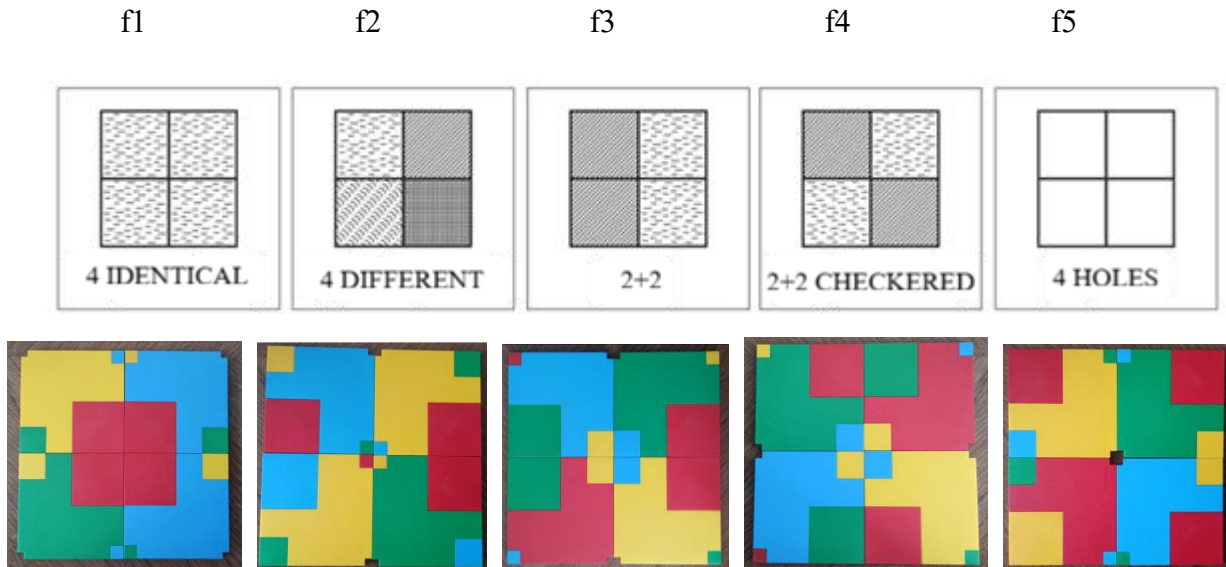 f1 f2 f3 f4 f5
4 IDENTICAL 4 DIFFERENT 2+2 2+2 CHECKERED 4 HOLES